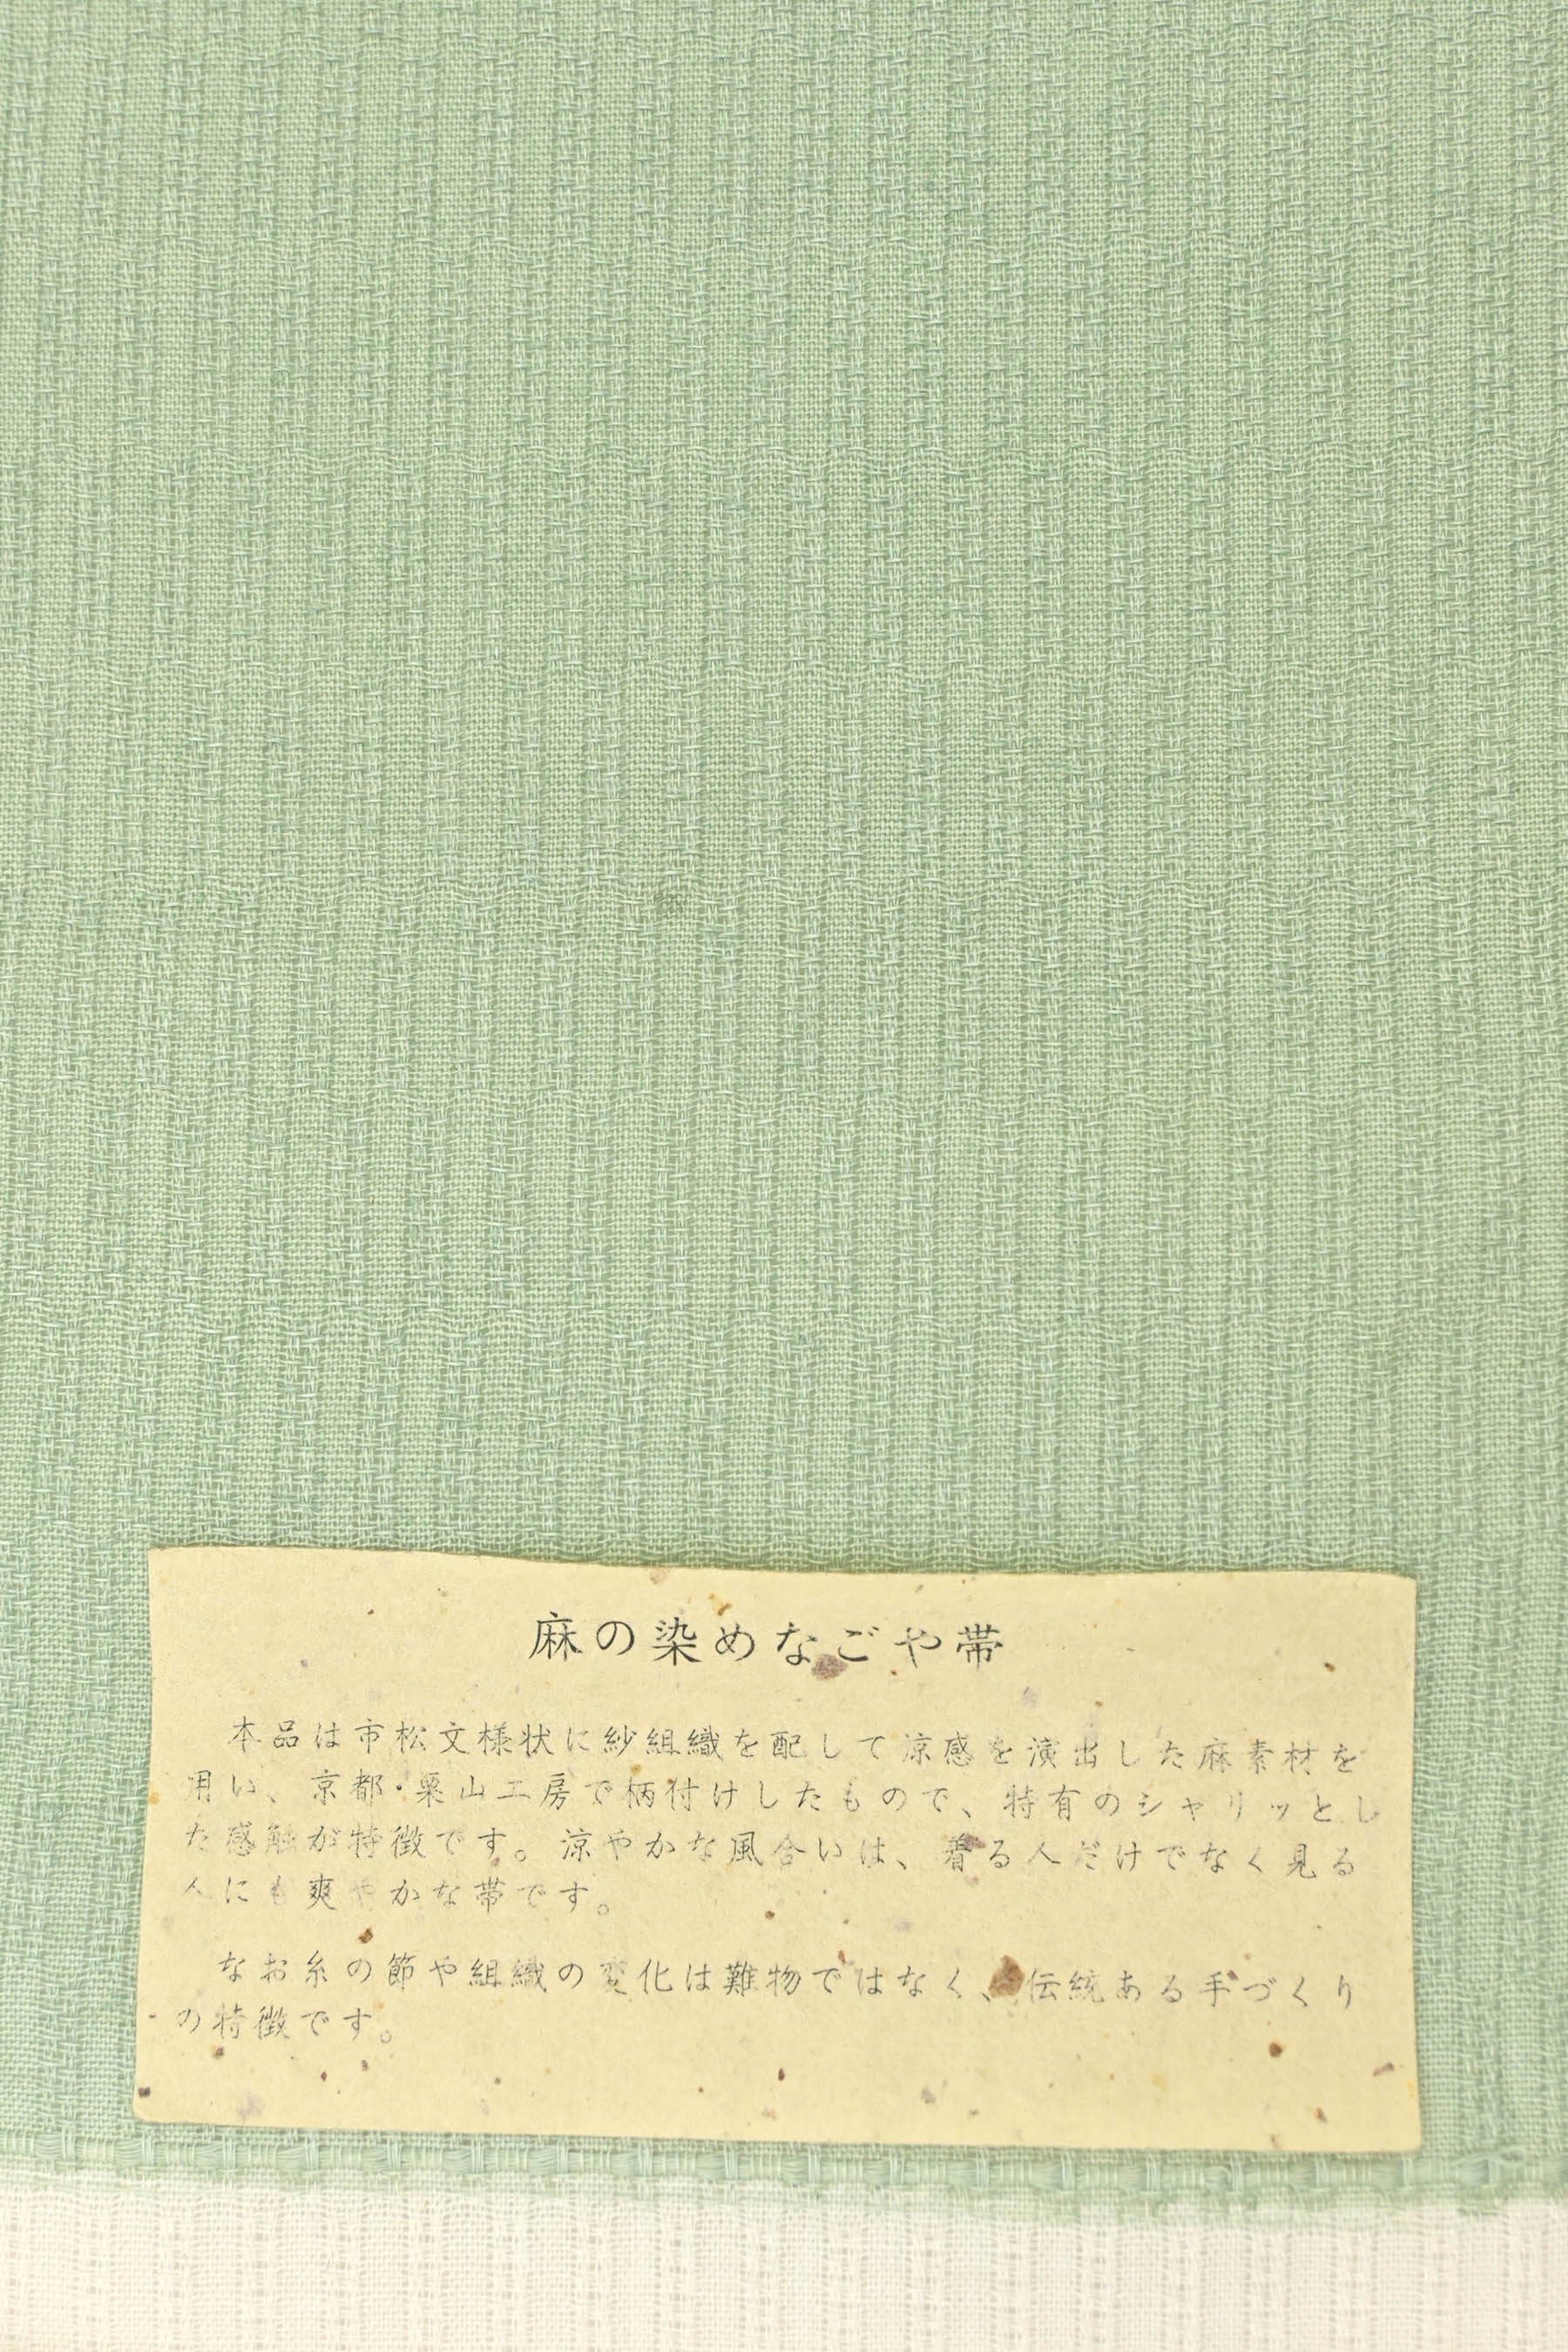 麻の染めなごや帯
本品は市松文様状に紗組織を配して涼感を演出した麻素材を
用い、京都・栗山工房で柄付けしたもので、特有のシャリッとし
た感触が特徴です。涼やかな風合いは、着る人だけでなく見る
人にも爽やかな帯です。
なお糸の節や組織の変化は難物ではなく、伝統ある手づくり
の特徴です。